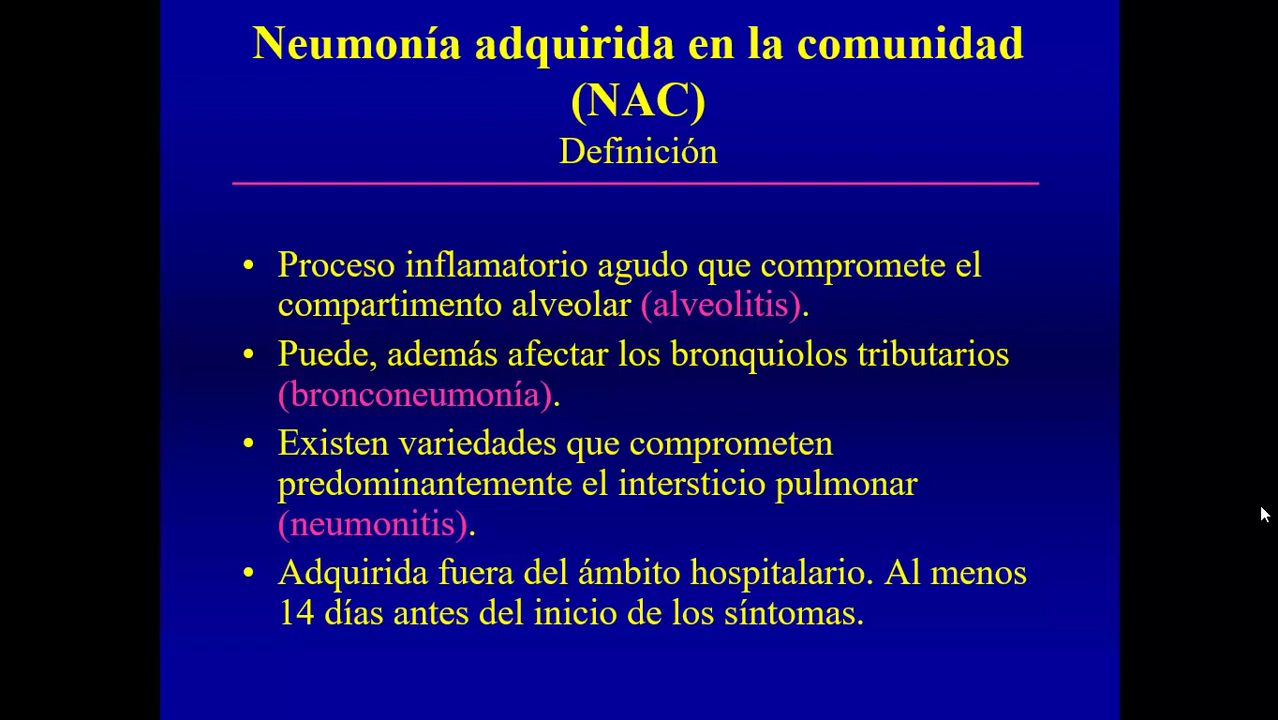 Neumonía adquirida en la comunidad
(NAC)
Definición
• Proceso inflamatorio agudo que compromete el
compartimento alveolar (alveolitis).
• Puede, además afectar los bronquiolos tributarios
(bronconeumonía).
• Existen variedades que comprometen
predominantemente el intersticio pulmonar
(neumonitis).
• Adquirida fuera del ámbito hospitalario. Al menos
14 días antes del inicio de los síntomas.